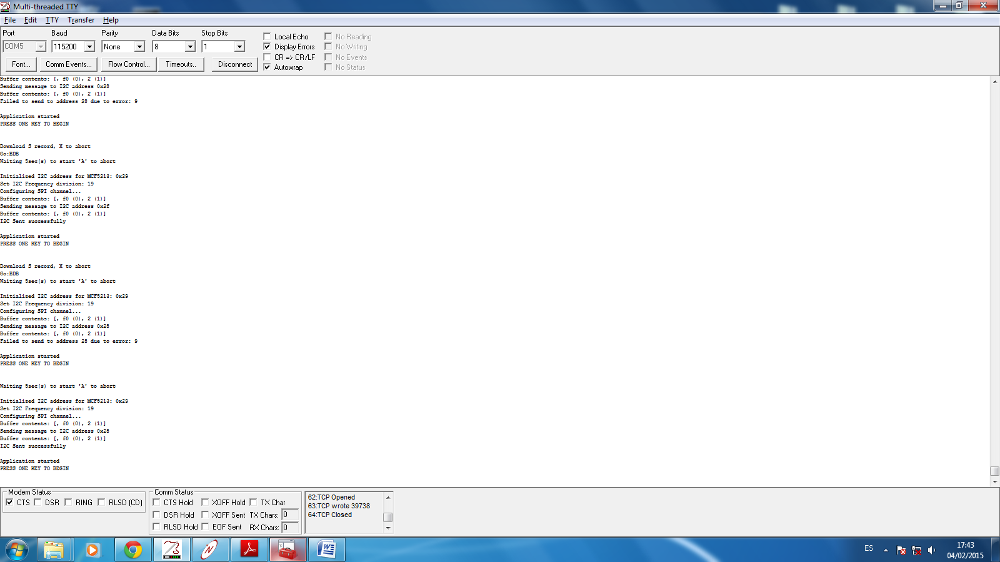 Multi-threaded TTY
File Edit TTY Transfer Help
Port Baud Parity Data Bits Stop Bits
COM5 115200 None 8 1
Local Echo No Reading
Display Errors No Writing
CR => CR/LF No Events
Autowrap No Status
Font... Comm Events... Flow Control... Timeouts.. Disconnect
Buffer contents: [, f0 (0), 2 (1)]
Sending message to I2C address 0x28
Buffer contents: [, f0 (0), 2 (1)]
Failed to send to address 28 due to error: 9
Application started
PRESS ONE KEY TO BEGIN
Download S record, X to abort
Go:BDB
Waiting 5sec(s) to start 'A' to abort
Initialized I2C address for MCF5213: 0x29
Set I2C Frequency division: 19
Configuring SPI channel...
Buffer contents: [, f0 (0), 2 (1)]
Sending message to I2C address 0x2f
Buffer contents: [, f0 (0), 2 (1)]
I2C Sent successfully
Application started
PRESS ONE KEY TO BEGIN
Download S record, X to abort
Go:BDB
Waiting 5sec(s) to start 'A' to abort
Initialized I2C address for MCF5213: 0x29
Set I2C Frequency division: 19
Configuring SPI channel...
Buffer contents: [, f0 (0), 2 (1)]
Sending message to I2C address 0x28
Buffer contents: [, f0 (0), 2 (1)]
Failed to send to address 28 due to error: 9
Application started
PRESS ONE KEY TO BEGIN
Waiting 5sec(s) to start 'A' to abort
Initialized I2C address for MCF5213: 0x29
Set I2C Frequency division: 19
Configuring SPI channel...
Buffer contents: [, f0 (0), 2 (1)]
Sending message to I2C address 0x28
Buffer contents: [, f0 (0), 2 (1)]
I2C Sent successfully
Application started
PRESS ONE KEY TO BEGIN
Modem Status
CTS DSR RING RLSD (CD)
Comm Status
CTS Hold XOFF Hold TX Char
DSR Hold XOFF Sent TX Chars: 0
RLSD Hold EOF Sent RX Chars: 0
62:TCP Opened
63:TCP wrote 39738
64:TCP Closed
ES
17:43
04/02/2015